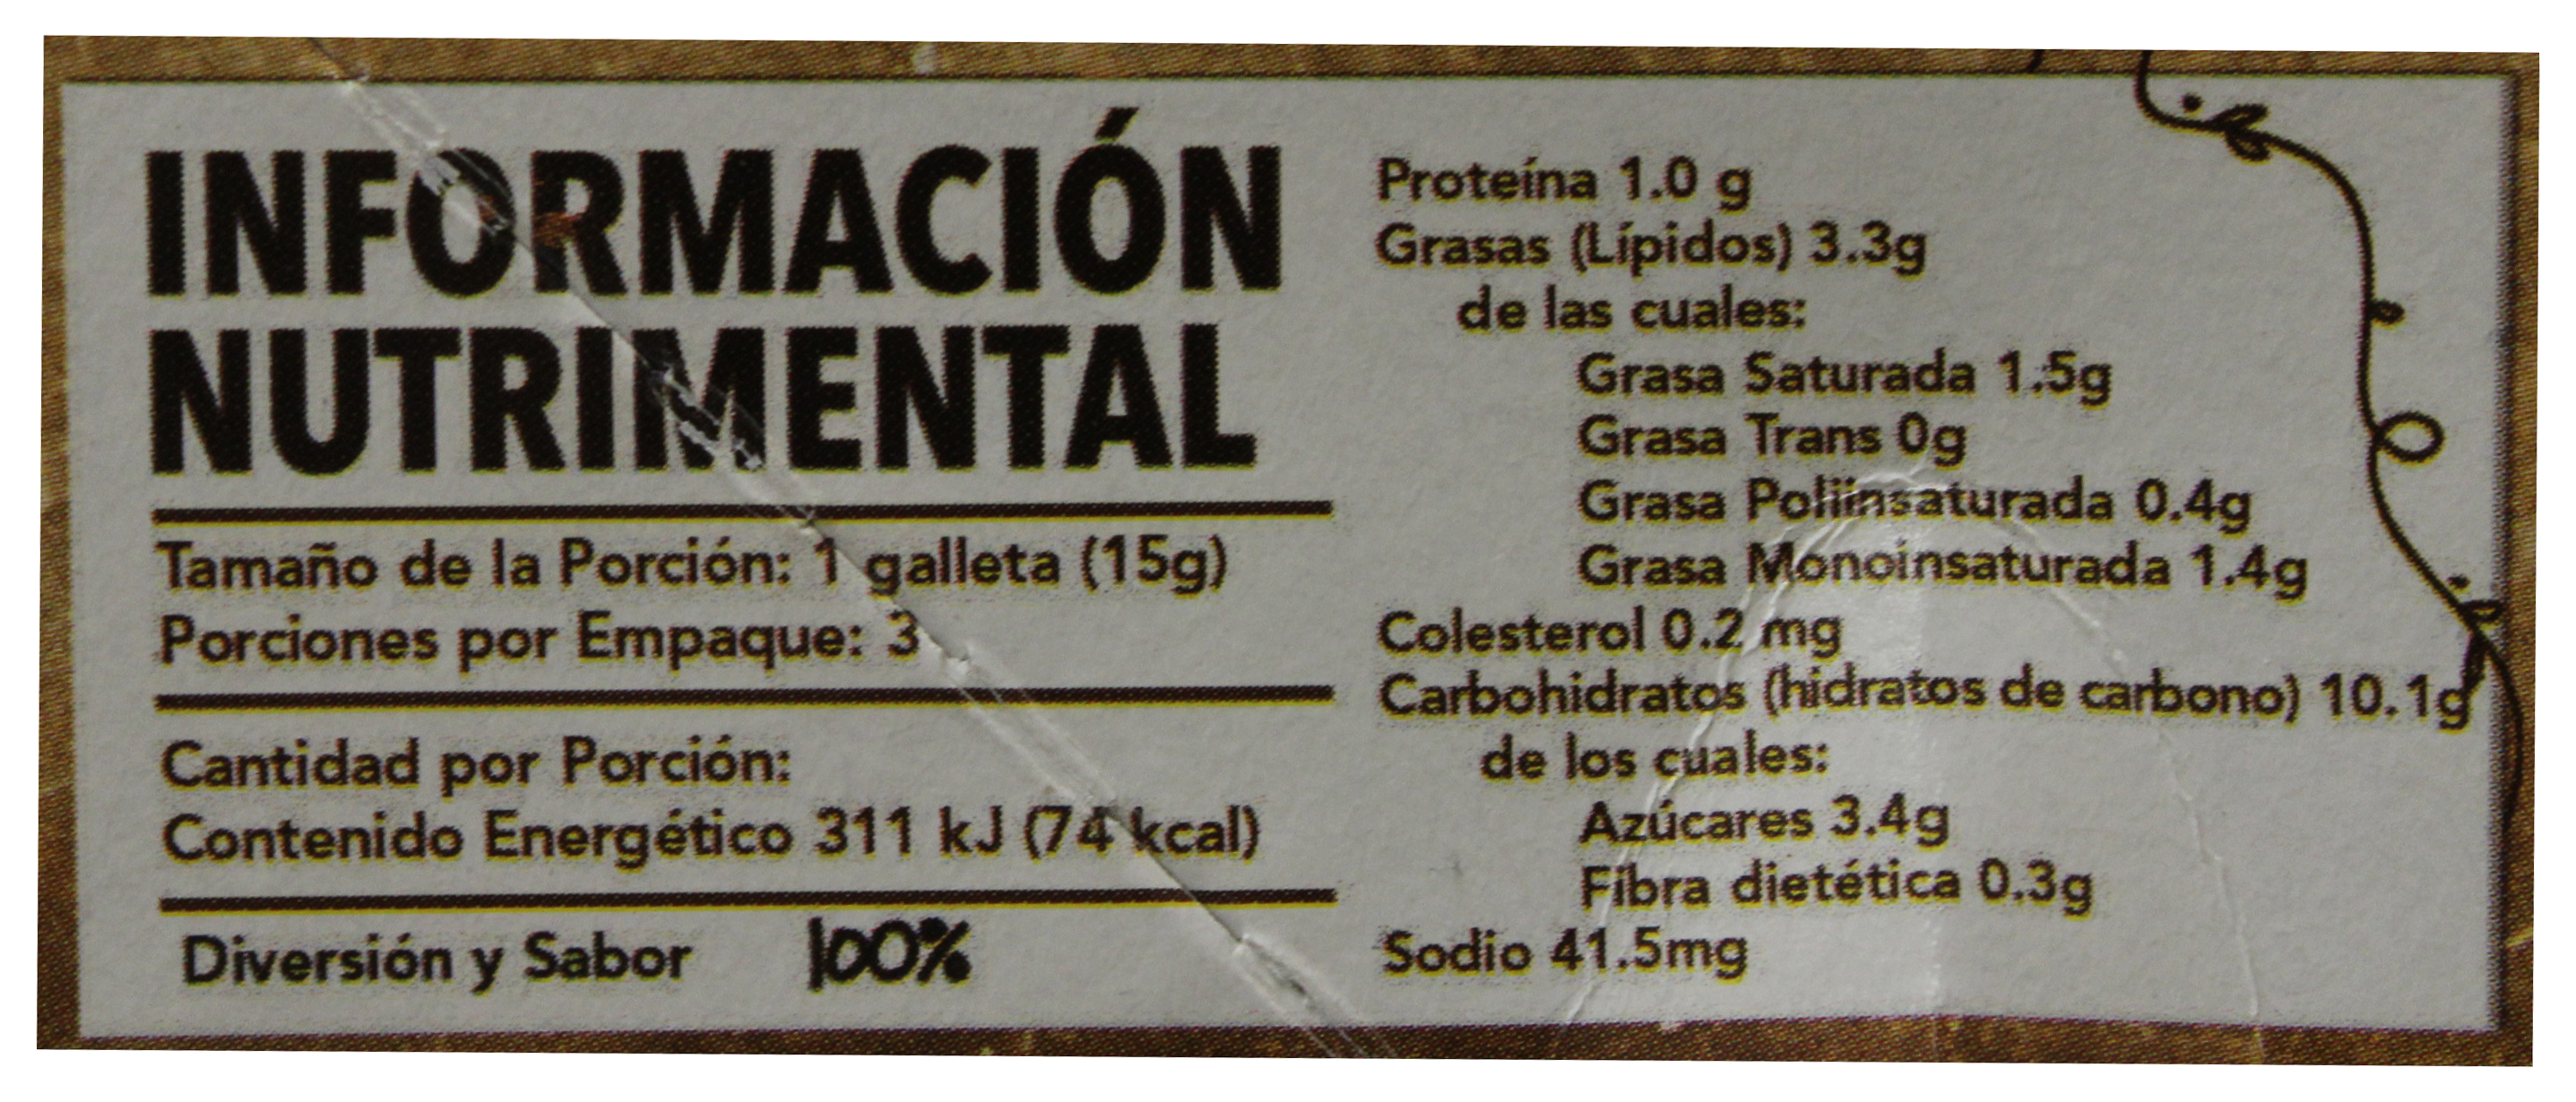 INFORMACIÓN
NUTRIMENTAL
Tamaño de la Porción: 1 galleta (15g)
Porciones por Empaque: 3
Cantidad por Porción:
Contenido Energético 311 kJ (74 kcal)
Diversión y Sabor 100%
Proteína 1.0 g
Grasas (Lípidos) 3.3g
de las cuales:
Grasa Saturada 1.5g
Grasa Trans 0g
Grasa Poliinsaturada 0.4g
Grasa Monoinsaturada 1.4g
Colesterol 0.2 mg
Carbohidratos (hidratos de carbono) 10.1g
de los cuales:
Azúcares 3.4g
Fibra dietética 0.3g
Sodio 41.5mg